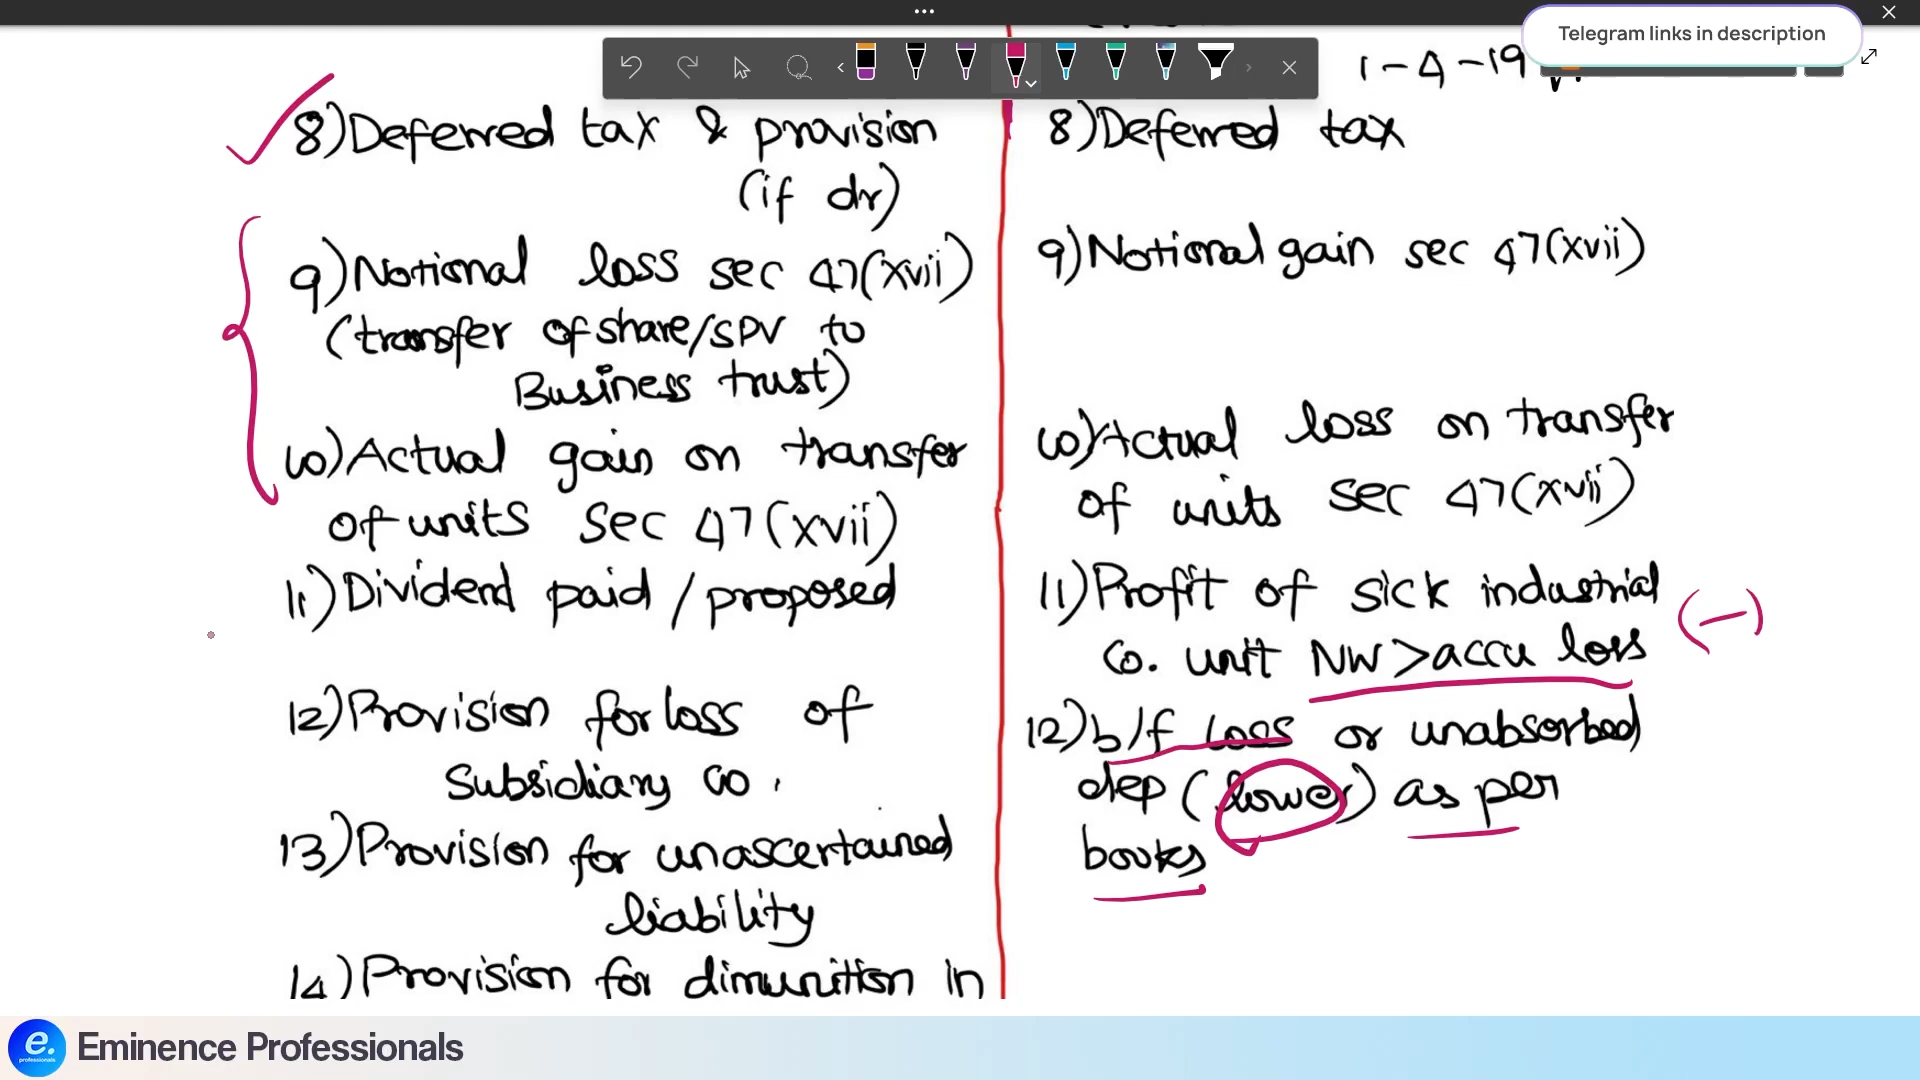 Telegram links in description
1-4-19
8) Deferred tax & provision
(if dr)
9) Notional loss sec 47(xvii)
(transfer of share/SPV to
Business trust)
10) Actual gain on transfer
of units sec 47(xvii)
11) Dividend paid/proposed
12) Provision for loss of
Subsidiary co.
13) Provision for unascertained
liability
14) Provision for dimunition in
8) Deferred tax
9) Notional gain sec 47(xvii)
10) Actual loss on transfer
of units sec 47(xvii)
11) Profit of sick industrial
co. unit NW>accu loss
(-)
12) b/f loss or unabsorbed
dep (lower) as per
books
e.
professionals
Eminence Professionals